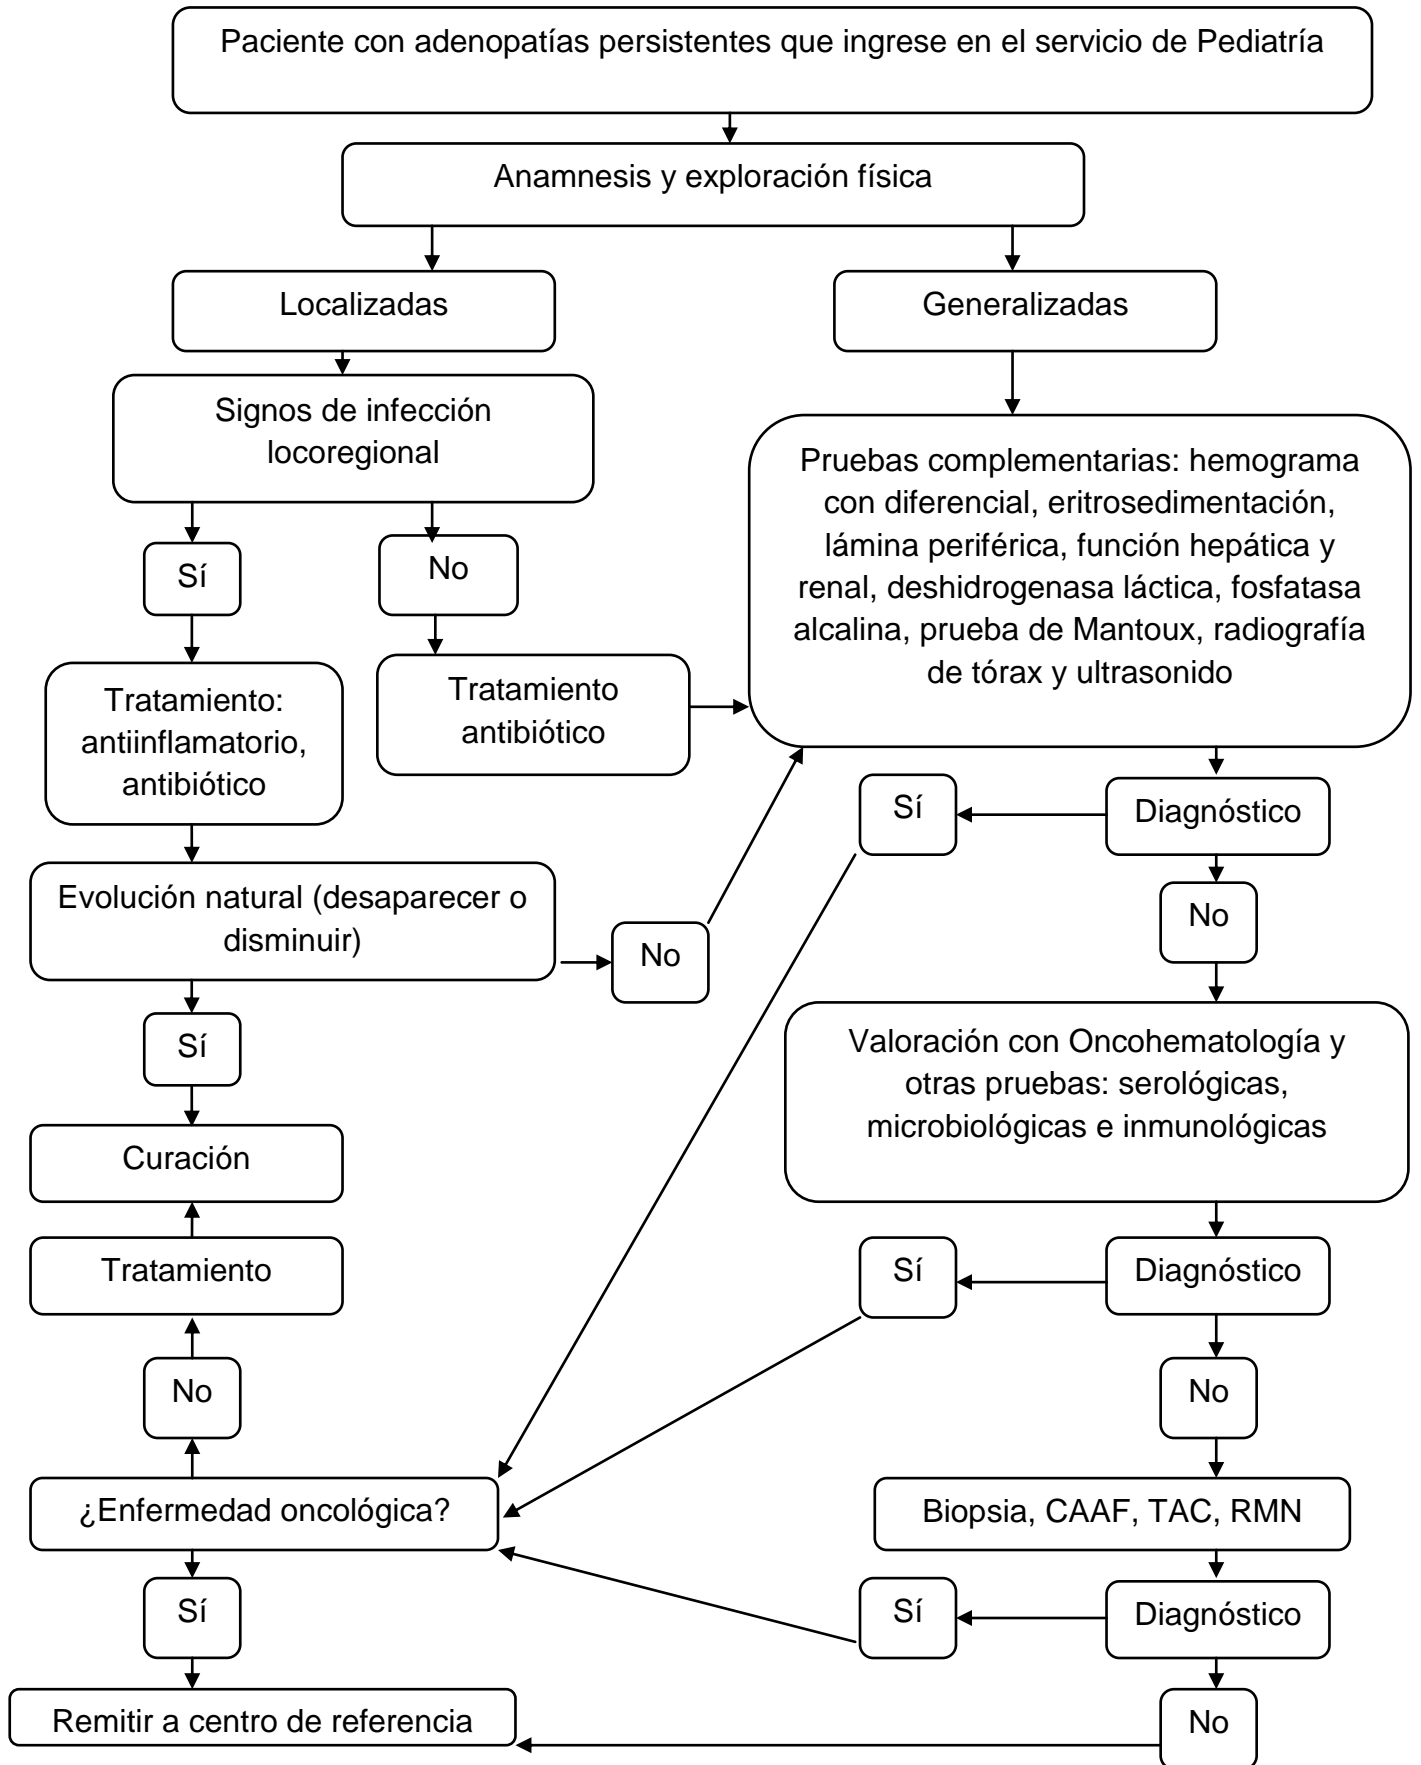 Paciente con adenopatías persistentes que ingrese en el servicio de Pediatría
Anamnesis y exploración física
Localizadas
Generalizadas
Signos de infección
locoregional
Pruebas complementarias: hemograma
con diferencial, eritrosedimentación,
lámina periférica, función hepática y
renal, deshidrogenasa láctica, fosfatasa
alcalina, prueba de Mantoux, radiografía
de tórax y ultrasonido
Sí
No
Tratamiento:
antiinflamatorio,
antibiótico
Tratamiento
antibiótico
Sí
Diagnóstico
Evolución natural (desaparecer o
disminuir)
No
No
Sí
Valoración con Oncohematología y
otras pruebas: serológicas,
microbiológicas e inmunológicas
Curación
Tratamiento
Sí
Diagnóstico
No
No
¿Enfermedad oncológica?
Biopsia, CAAF, TAC, RMN
Sí
Sí
Diagnóstico
Remitir a centro de referencia
No